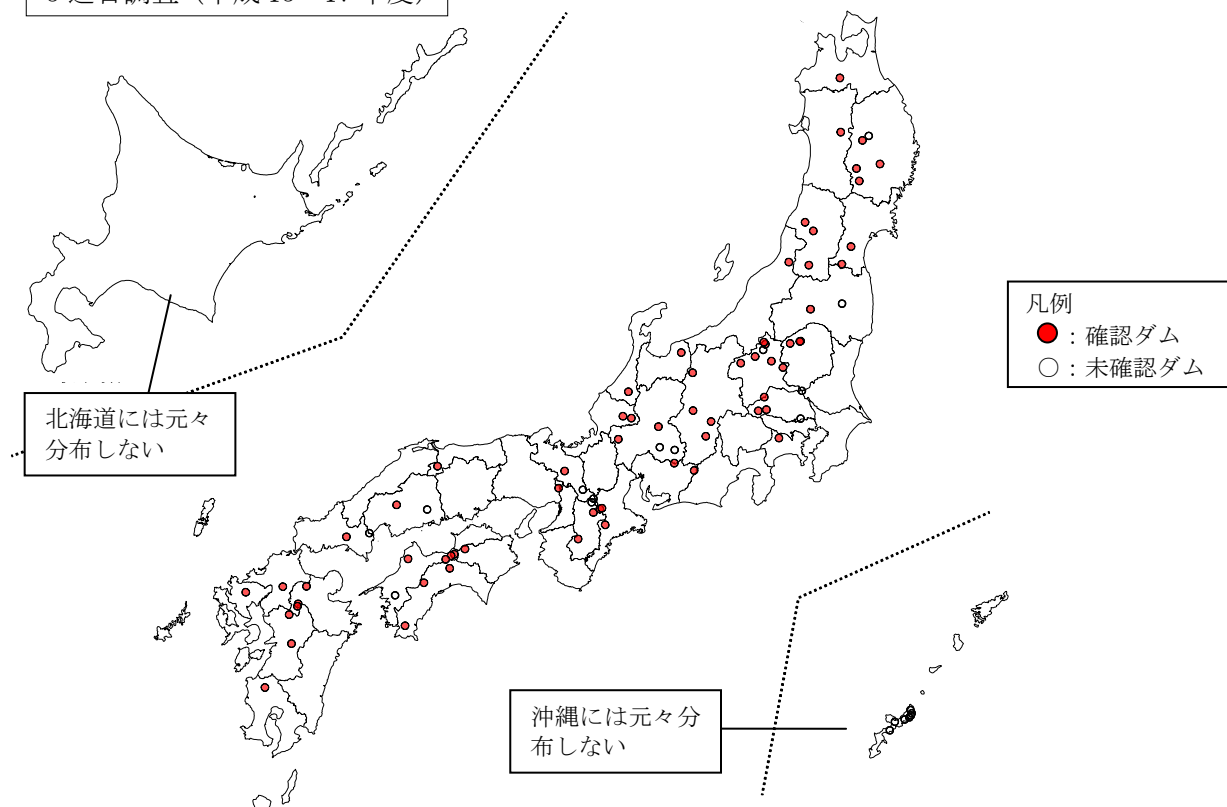 北海道には元々
分布しない
凡例
：確認ダム
○：未確認ダム
沖縄には元々分
布しない